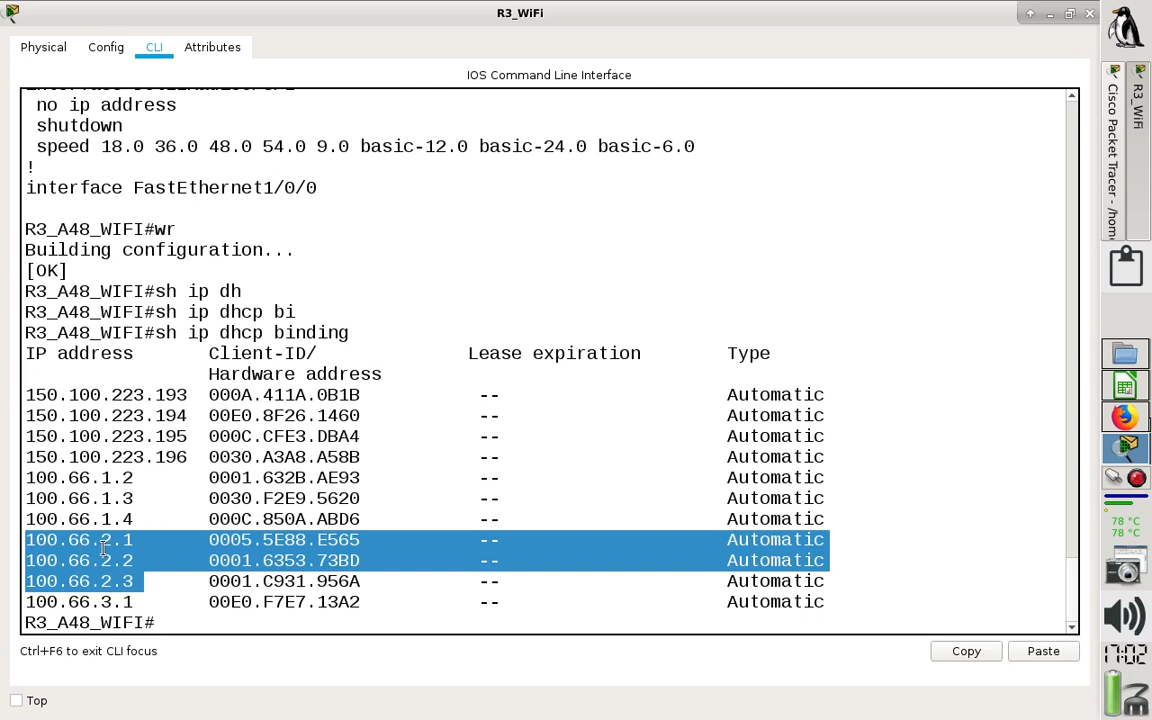 R3_WiFi
Physical Config CLI Attributes
IOS Command Line Interface
no ip address
shutdown
speed 18.0 36.0 48.0 54.0 9.0 basic-12.0 basic-24.0 basic-6.0
!
interface FastEthernet1/0/0
R3_A48_WIFI#wr
Building configuration...
[OK]
R3_A48_WIFI#sh ip dh
R3_A48_WIFI#sh ip dhcp bi
R3_A48_WIFI#sh ip dhcp binding
IP address Client-ID/ Lease expiration Type
Hardware address
150.100.223.193 000A.411A.0B1B -- Automatic
150.100.223.194 00E0.8F26.1460 -- Automatic
150.100.223.195 000C.CFE3.DBA4 -- Automatic
150.100.223.196 0030.A3A8.A58B -- Automatic
100.66.1.2 0001.632B.AE93 -- Automatic
100.66.1.3 0030.F2E9.5620 -- Automatic
100.66.1.4 000C.850A.ABD6 -- Automatic
100.66.2.1 0005.5E88.E565 -- Automatic
100.66.2.2 0001.6353.73BD -- Automatic
100.66.2.3 0001.C931.956A -- Automatic
100.66.3.1 00E0.F7E7.13A2 -- Automatic
R3_A48_WIFI#
Ctrl+F6 to exit CLI focus
Copy Paste
Top
Cisco Packet Tracer - /home
R3_WiFi
78 °C
78 °C
17:02